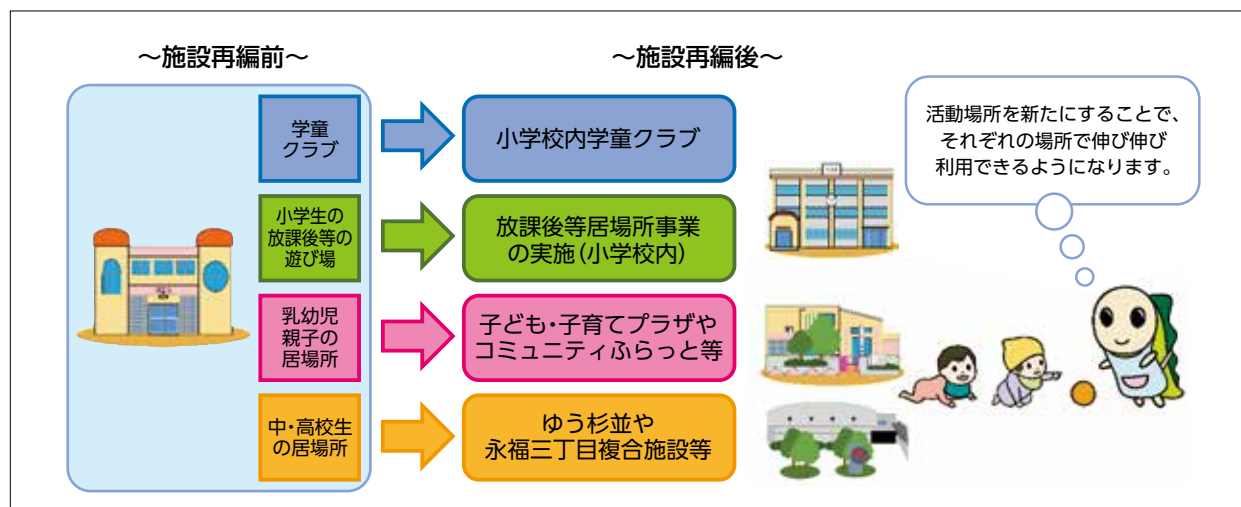 ～施設再編前～
～施設再編後～
学童
クラブ
小学校内学童クラブ
小学生の
放課後等の
遊び場
放課後等居場所事業
の実施(小学校内)
乳幼児
親子の
居場所
子ども・子育てプラザや
コミュニティふらっと等
中・高校生
の居場所
ゆう杉並や
永福三丁目複合施設等
活動場所を新たにすることで、
それぞれの場所で伸び伸び
利用できるようになります。